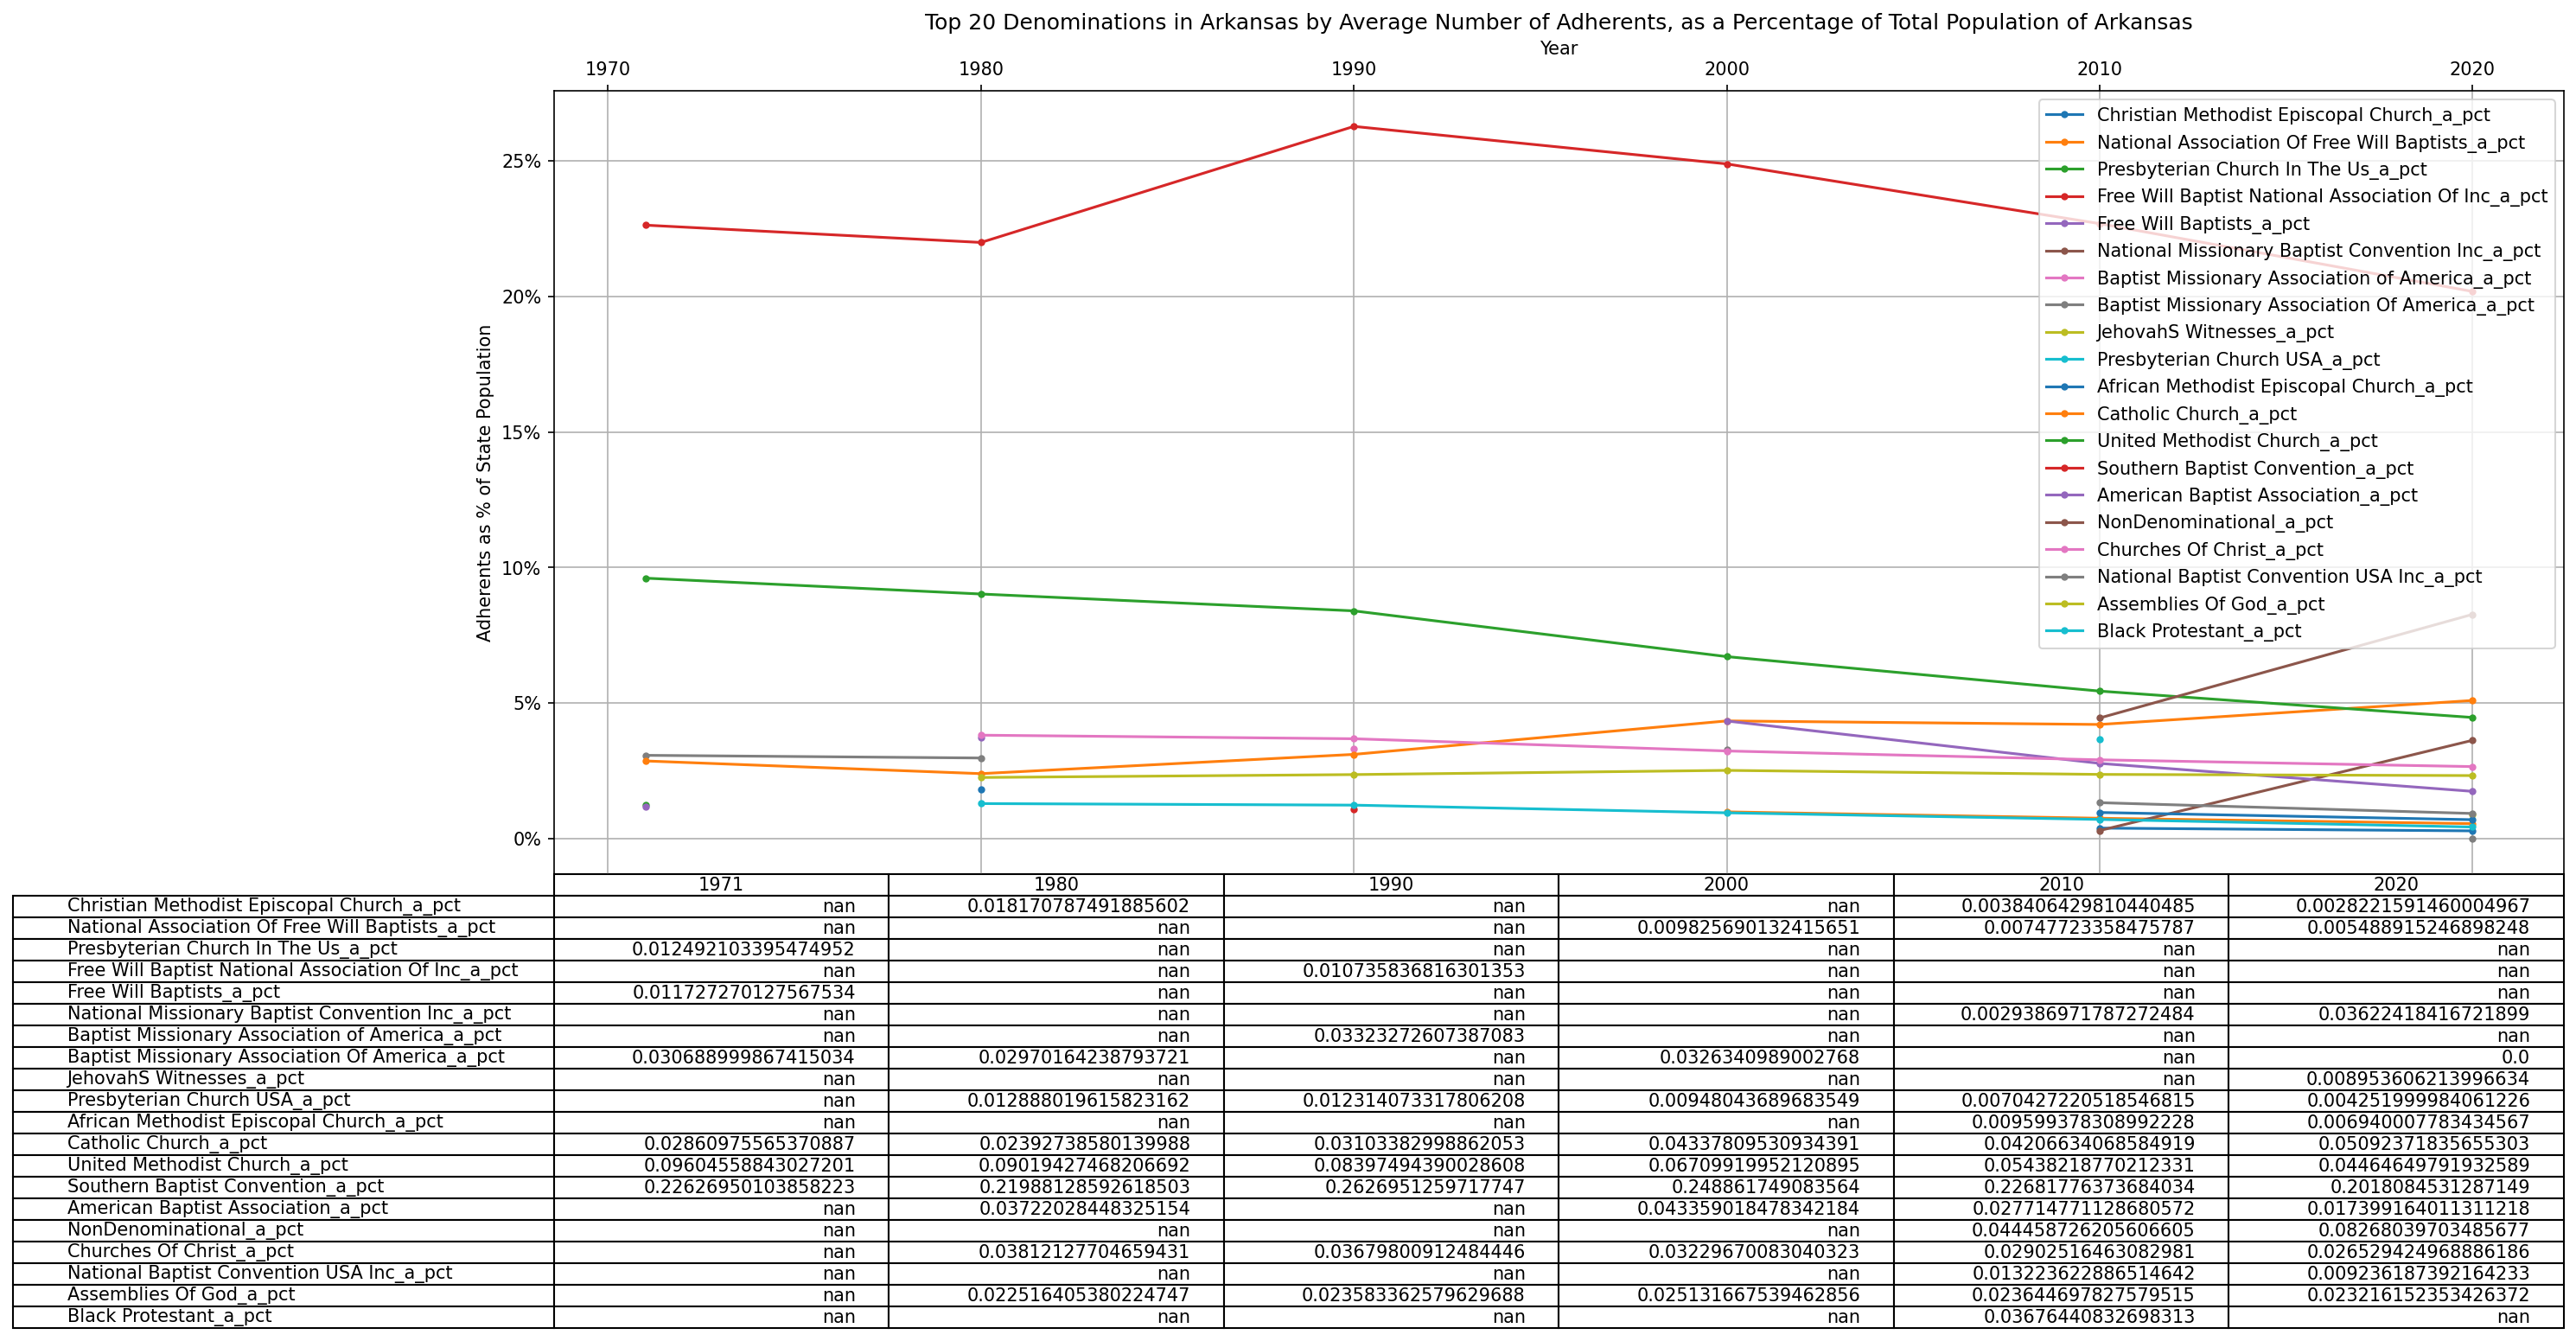 Top 20 Denominations in Arkansas by Average Number of Adherents, as a Percentage of Total Population of Arkansas
Year
1970 1980 1990 2000 2010 2020
25%
20%
15%
10%
5%
0%
Adherents as % of State Population
Christian Methodist Episcopal Church_a_pct
National Association Of Free Will Baptists_a_pct
Presbyterian Church In The Us_a_pct
Free Will Baptist National Association Of Inc_a_pct
Free Will Baptists_a_pct
National Missionary Baptist Convention Inc_a_pct
Baptist Missionary Association of America_a_pct
Baptist Missionary Association Of America_a_pct
JehovahS Witnesses_a_pct
Presbyterian Church USA_a_pct
African Methodist Episcopal Church_a_pct
Catholic Church_a_pct
United Methodist Church_a_pct
Southern Baptist Convention_a_pct
American Baptist Association_a_pct
NonDenominational_a_pct
Churches Of Christ_a_pct
National Baptist Convention USA Inc_a_pct
Assemblies Of God_a_pct
Black Protestant_a_pct
1971 1980 1990 2000 2010 2020
Christian Methodist Episcopal Church_a_pct nan 0.018170787491885602 nan nan 0.0038406429810440485 0.0028221591460004967
National Association Of Free Will Baptists_a_pct nan nan nan 0.009825690132415651 0.00747723358475787 0.005488915246898248
Presbyterian Church In The Us_a_pct 0.012492103395474952 nan nan nan nan nan
Free Will Baptist National Association Of Inc_a_pct nan nan 0.010735836816301353 nan nan nan
Free Will Baptists_a_pct 0.011727270127567534 nan nan nan nan nan
National Missionary Baptist Convention Inc_a_pct nan nan nan nan 0.0029386971787272484 0.03622418416721899
Baptist Missionary Association of America_a_pct nan nan 0.03323272607387083 nan nan nan
Baptist Missionary Association Of America_a_pct 0.030688999867415034 0.02970164238793721 nan 0.0326340989002768 nan 0.0
JehovahS Witnesses_a_pct nan nan nan nan nan 0.008953606213996634
Presbyterian Church USA_a_pct nan 0.012888019615823162 0.012314073317806208 0.00948043689683549 0.0070427220518546815 0.004251999984061226
African Methodist Episcopal Church_a_pct nan nan nan nan 0.009599378308992228 0.006940007783434567
Catholic Church_a_pct 0.028609755653708​87 0.02392738580139988 0.03103382998862053 0.04337809530934391 0.04206634068584919 0.05092371835655303
United Methodist Church_a_pct 0.09604558843027201 0.09019427468206692 0.08397494390028608 0.06709919952120895 0.05438218770212331 0.04464649791932589
Southern Baptist Convention_a_pct 0.22626950103858223 0.21988128592618503 0.2626951259717747 0.248861749083564 0.22681776373684034 0.2018084531287149
American Baptist Association_a_pct nan 0.03722028448325154 nan 0.043359018478342184 0.027714771128680572 0.017399164011311218
NonDenominational_a_pct nan nan nan nan 0.044458726205606605 0.08268039703485677
Churches Of Christ_a_pct nan 0.03812127704659431 0.03679800912484446 0.03229670083040323 0.02902516463082981 0.026529424968886186
National Baptist Convention USA Inc_a_pct nan nan nan nan 0.013223622886514642 0.009236187392164233
Assemblies Of God_a_pct nan 0.022516405380224747 0.023583362579629688 0.025131667539462856 0.023644697827579515 0.023216152353426372
Black Protestant_a_pct nan nan nan nan 0.03676440832698313 nan